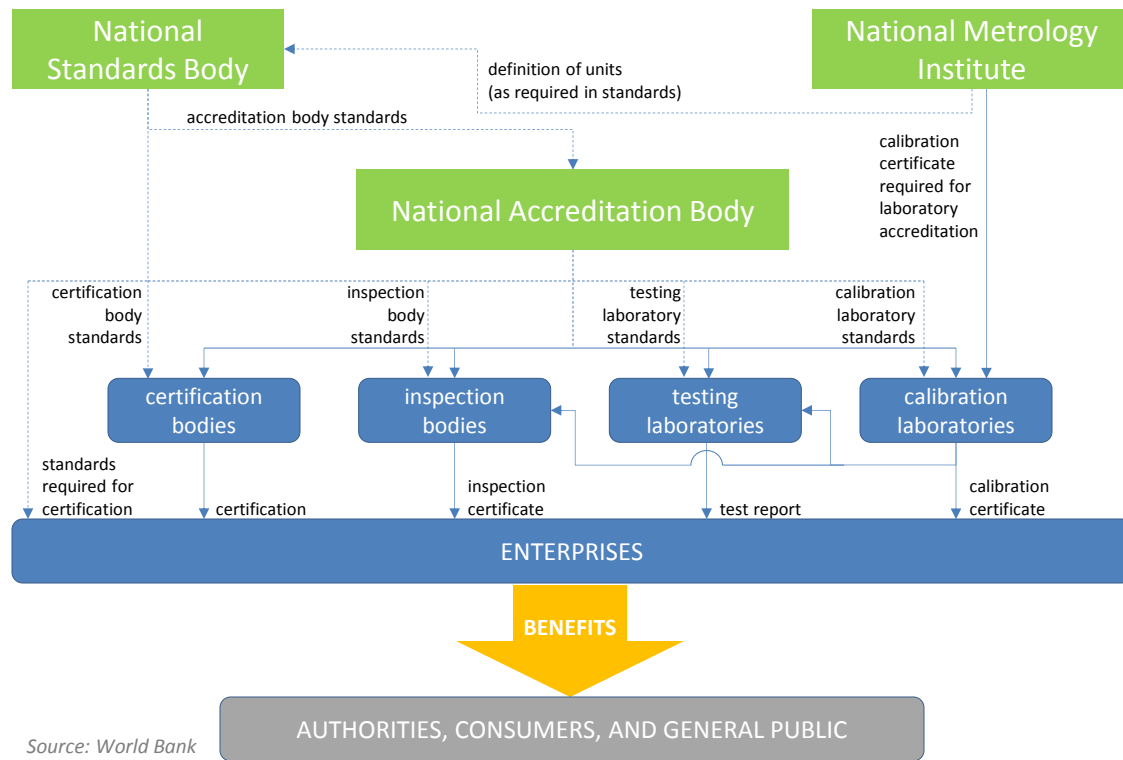 National
Standards Body
National Metrology
Institute
definition of units
(as required in standards)
accreditation body standards
calibration
certificate
required for
laboratory
accreditation
National Accreditation Body
certification
body
standards
inspection
body
standards
testing
laboratory
standards
calibration
laboratory
standards
certification
bodies
inspection
bodies
testing
laboratories
calibration
laboratories
standards
required for
certification
certification
inspection
certificate
test report
calibration
certificate
ENTERPRISES
BENEFITS
AUTHORITIES, CONSUMERS, AND GENERAL PUBLIC
Source: World Bank